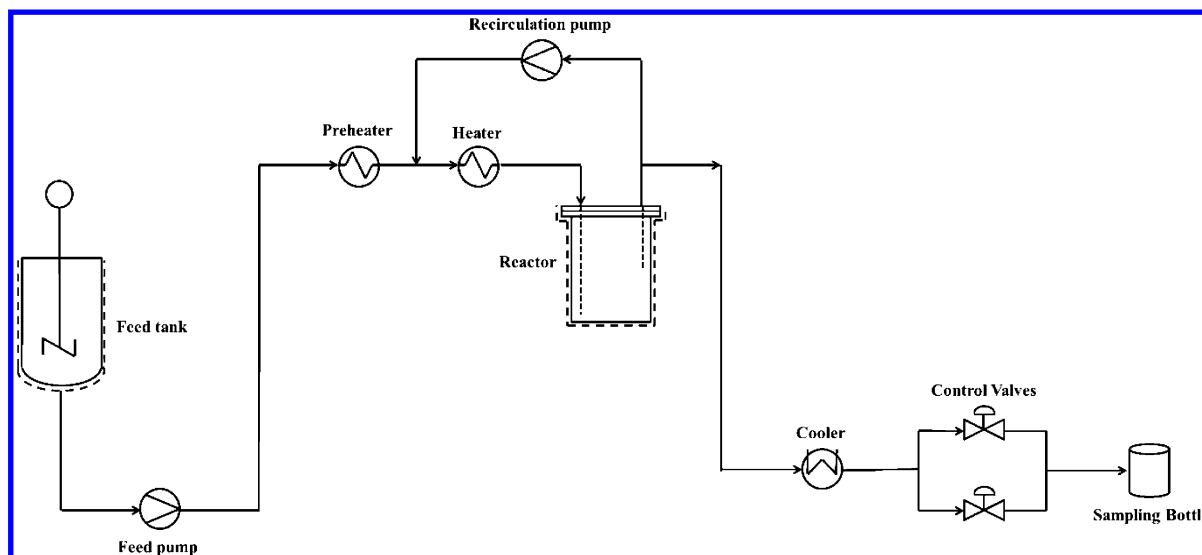 Recirculation pump
Preheater
Heater
Reactor
Feed tank
Control Valves
Cooler
Sampling Bottl
Feed pump